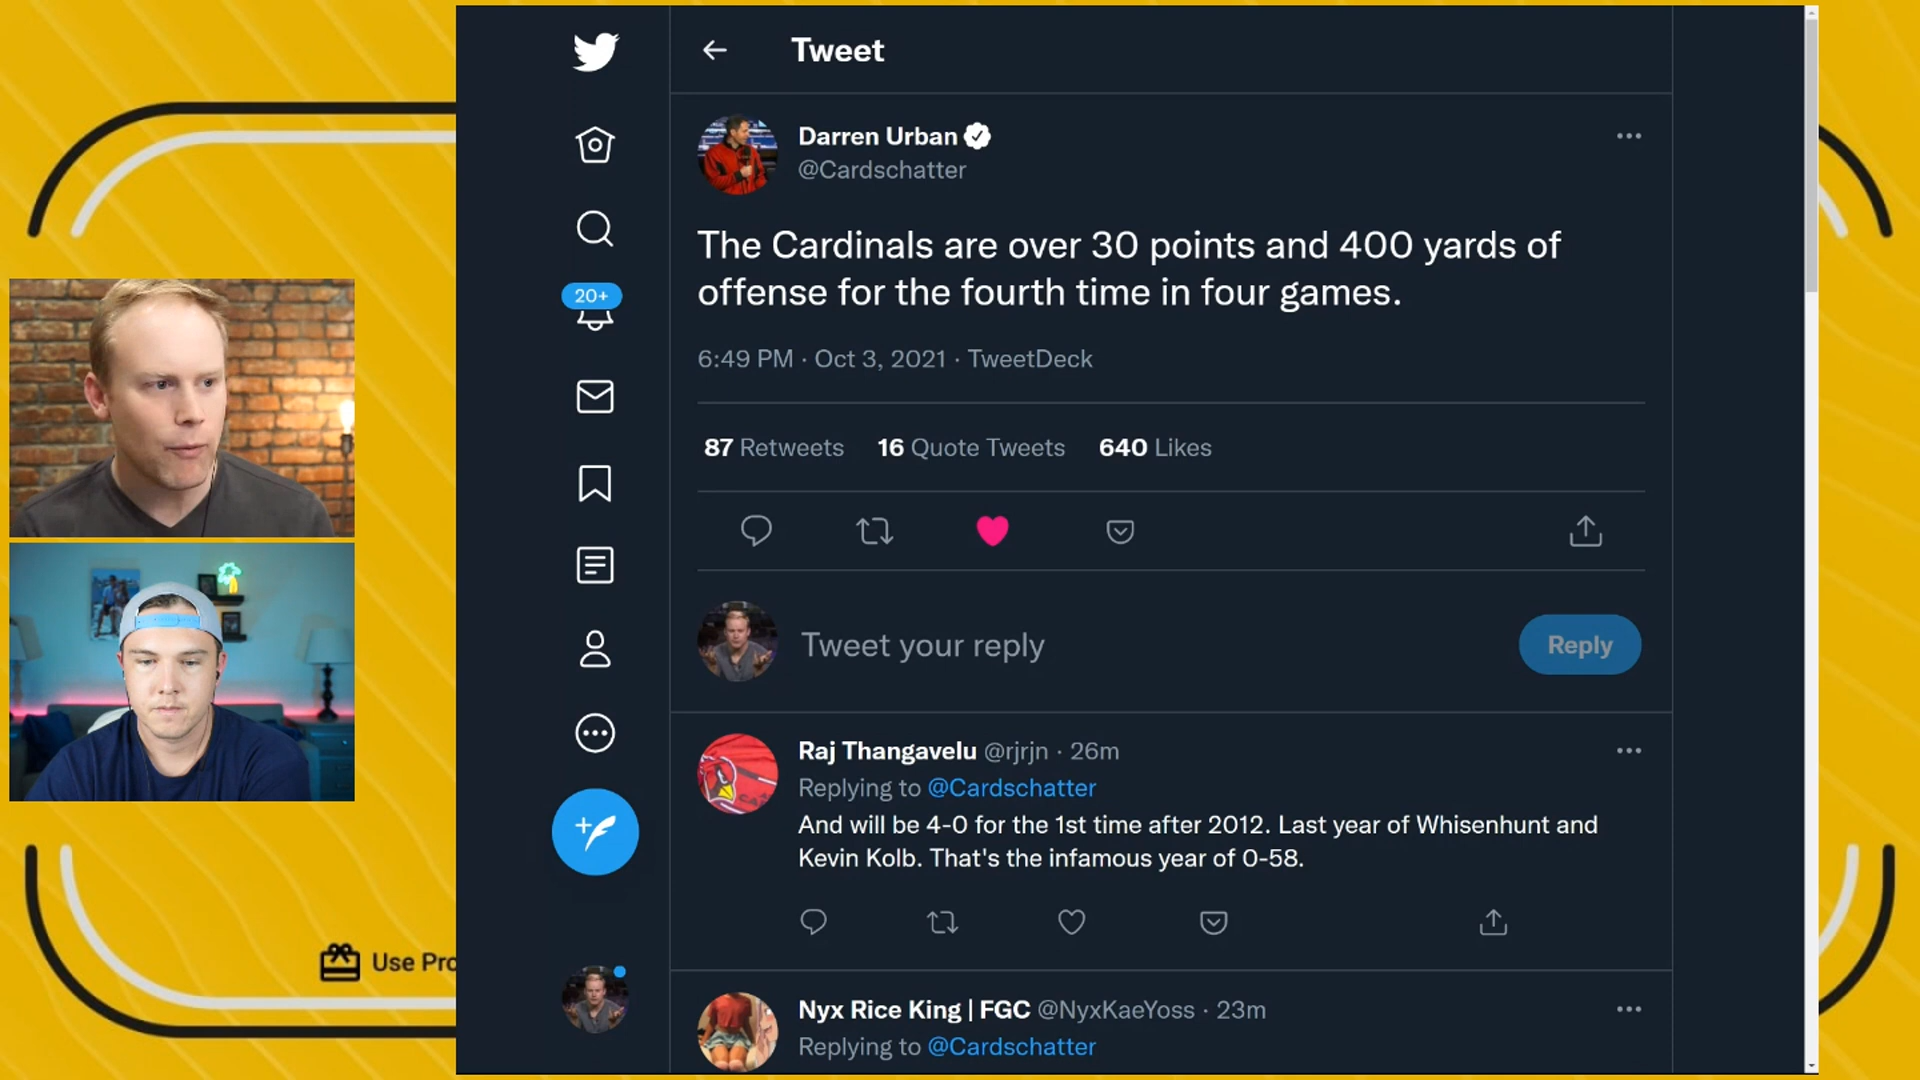 Tweet
Darren Urban
@Cardschatter
The Cardinals are over 30 points and 400 yards of
offense for the fourth time in four games.
20+
6:49 PM · Oct 3, 2021 · TweetDeck
87 Retweets 16 Quote Tweets 640 Likes
Tweet your reply
Reply
Raj Thangavelu @rjrjn · 26m
Replying to @Cardschatter
And will be 4-0 for the 1st time after 2012. Last year of Whisenhunt and
Kevin Kolb. That's the infamous year of 0-58.
Use Pro
Nyx Rice King | FGC @NyxKaeYoss · 23m
Replying to @Cardschatter